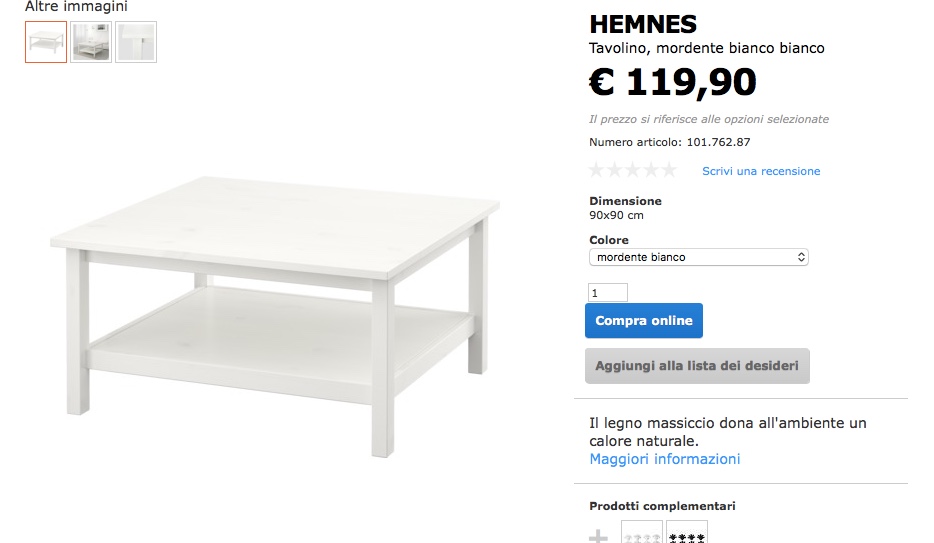 Altre immagini
HEMNES
Tavolino, mordente bianco bianco
€ 119,90
Il prezzo si riferisce alle opzioni selezionate
Numero articolo: 101.762.87
Scrivi una recensione
Dimensione
90x90 cm
Colore
mordente bianco
1
Compra online
Aggiungi alla lista dei desideri
Il legno massiccio dona all'ambiente un
calore naturale.
Maggiori informazioni
Prodotti complementari